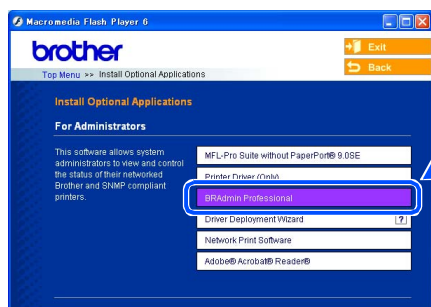 Macromedia Flash Player 6
brother
Exit
Top Menu >> Install Optional Applications
Back
Install Optional Applications
For Administrators
This software allows system
administrators to view and control
the status of their networked
Brother and SNMP compliant
printers.
MFL-Pro Suite without PaperPort® 9.0SE
Printer Driver (Only)
BRAdmin Professional
Driver Deployment Wizard
?
Network Print Software
Adobe® Acrobat® Reader®